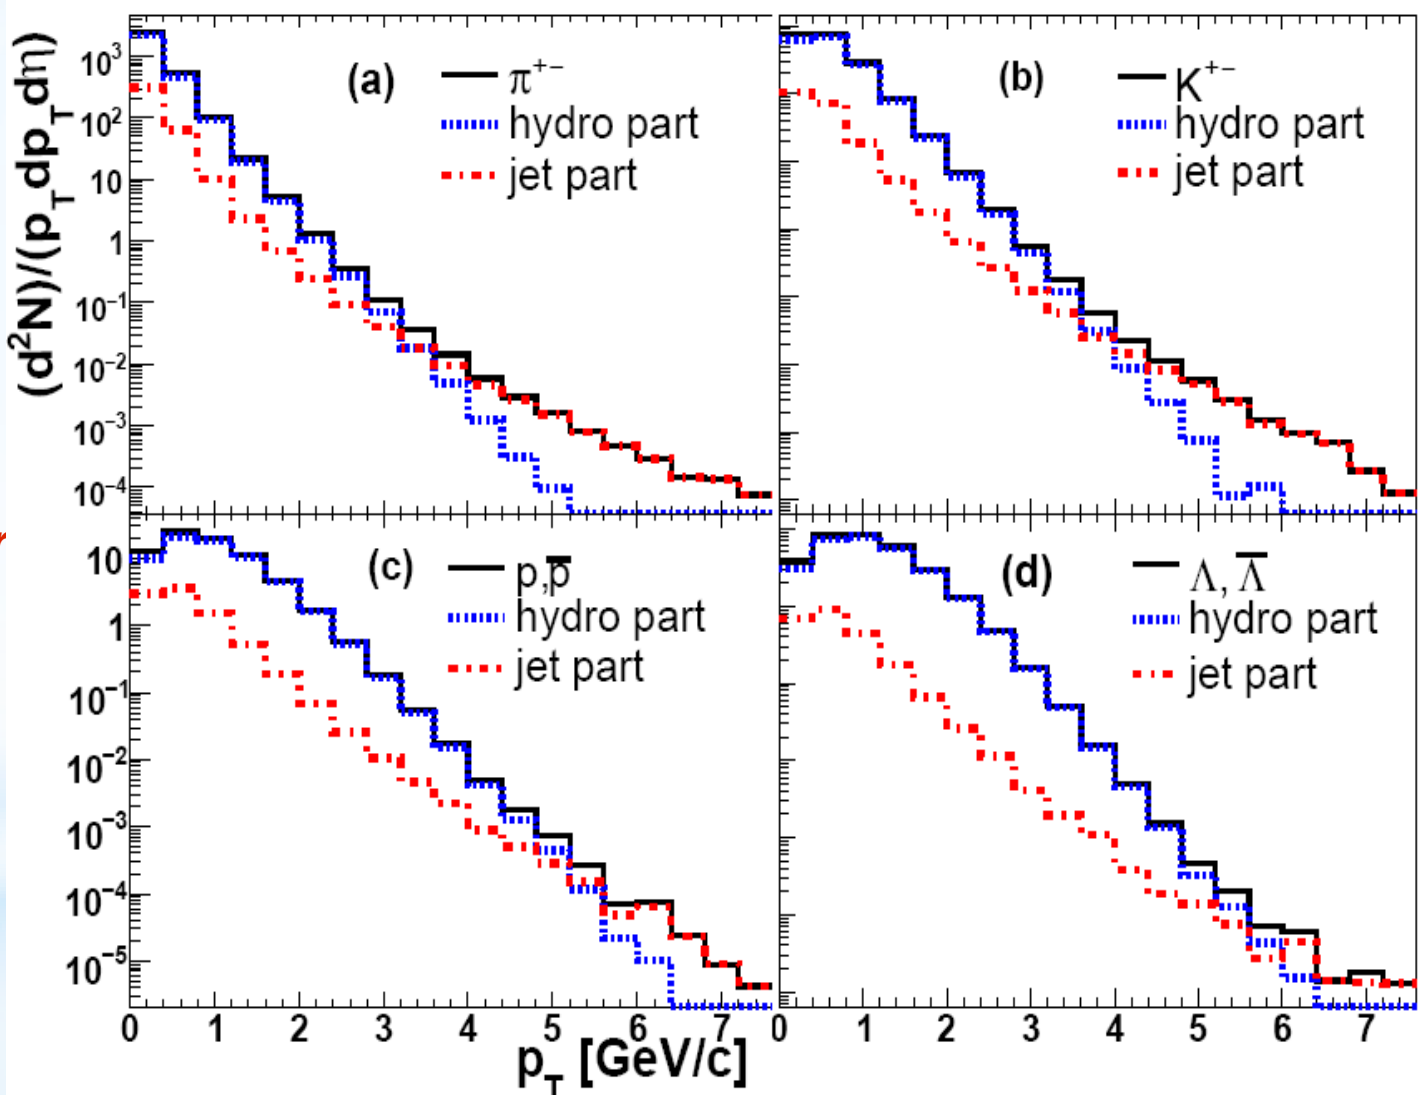 (d²N)/(p_T dp_T dη)
10³
10²
10
1
10⁻¹
10⁻²
10⁻³
10⁻⁴
(a)
π⁺⁻
hydro part
jet part
(b)
K⁺⁻
hydro part
jet part
10
1
10⁻¹
10⁻²
10⁻³
10⁻⁴
10⁻⁵
(c)
p,p̅
hydro part
jet part
(d)
Λ, Λ̅
hydro part
jet part
0 1 2 3 4 5 6 7 0 1 2 3 4 5 6 7
p_T [GeV/c]